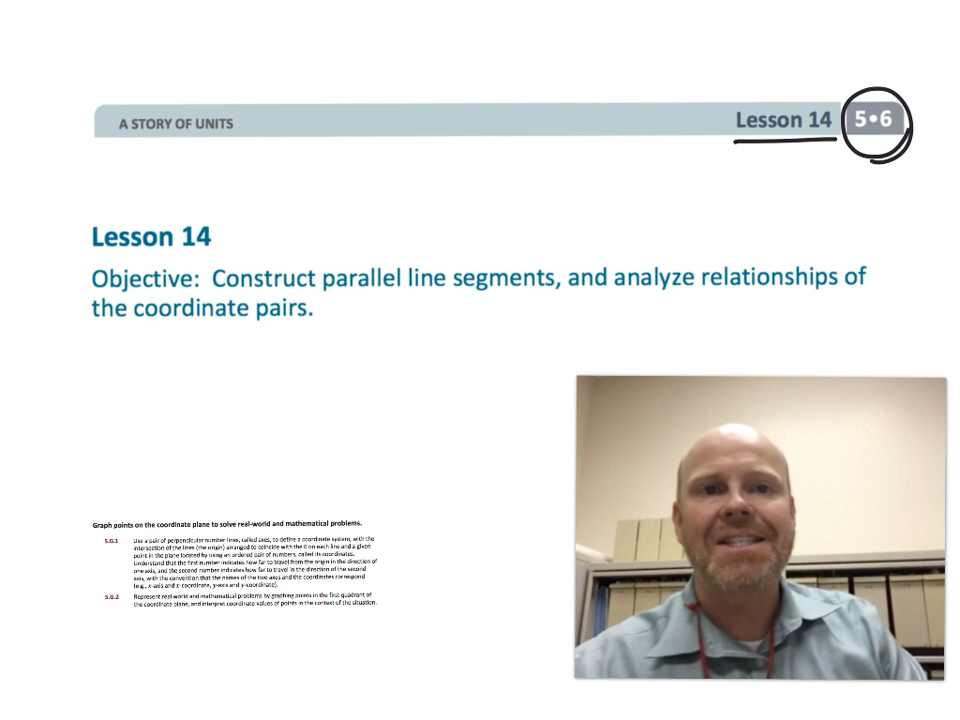 A STORY OF UNITS
Lesson 14
5•6
Lesson 14
Objective: Construct parallel line segments, and analyze relationships of
the coordinate pairs.
Graph points on the coordinate plane to solve real-world and mathematical problems.
5.G.1 Use a pair of perpendicular number lines, called axes, to define a coordinate system, with the
intersection of the lines (the origin) arranged to coincide with the 0 on each line and a given
point in the plane located by using an ordered pair of numbers, called its coordinates.
Understand that the first number indicates how far to travel from the origin in the direction of
one axis, and the second number indicates how far to travel in the direction of the second
axis, with the convention that the names of the two axes and the coordinates correspond
(e.g., x-axis and x-coordinate, y-axis and y-coordinate).
5.G.2 Represent real world and mathematical problems by graphing points in the first quadrant of
the coordinate plane, and interpret coordinate values of points in the context of the situation.